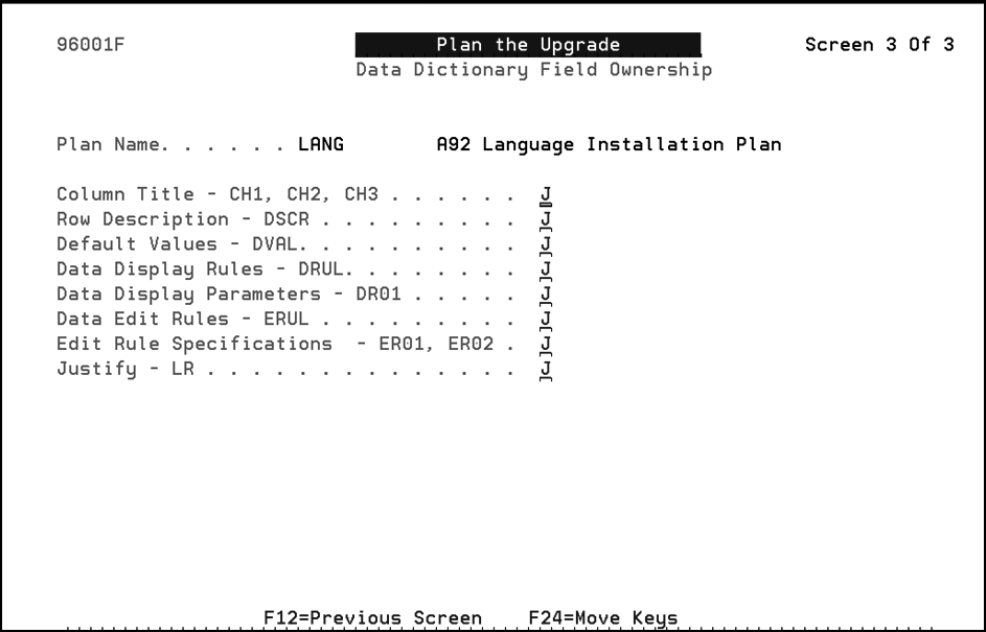 96001F Plan the Upgrade Screen 3 Of 3
Data Dictionary Field Ownership
Plan Name. . . . . . LANG A92 Language Installation Plan
Column Title - CH1, CH2, CH3 . . . . . . J
Row Description - DSCR . . . . . . . . . J
Default Values - DVAL. . . . . . . . . . J
Data Display Rules - DRUL. . . . . . . . J
Data Display Parameters - DR01 . . . . . J
Data Edit Rules - ERUL . . . . . . . . . J
Edit Rule Specifications - ER01, ER02 . J
Justify - LR . . . . . . . . . . . . . . J
F12=Previous Screen F24=Move Keys